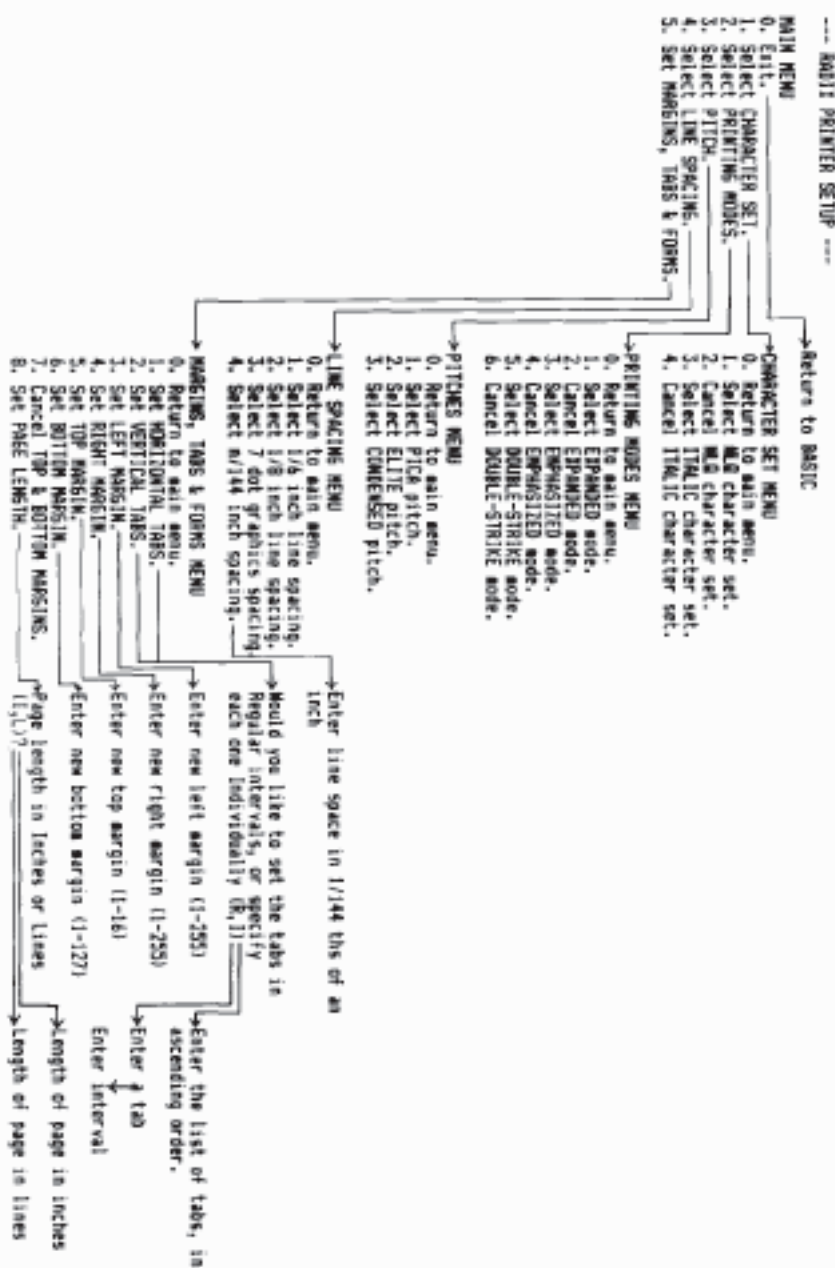 --- RADIX PRINTER SETUP ---
MAIN MENU
0. Exit.
1. Select CHARACTER SET.
2. Select PRINTING MODES.
3. Select PITCH.
4. Select LINE SPACING.
5. Set MARGINS, TABS & FORMS.
Return to BASIC
CHARACTER SET MENU
0. Return to main menu.
1. Select NLQ character set.
2. Cancel NLQ character set.
3. Select ITALIC character set.
4. Cancel ITALIC character set.
PRINTING MODES MENU
0. Return to main menu.
1. Select EXPANDED mode.
2. Cancel EXPANDED mode.
3. Select EMPHASIZED mode.
4. Cancel EMPHASIZED mode.
5. Select DOUBLE-STRIKE mode.
6. Cancel DOUBLE-STRIKE mode.
PITCHES MENU
0. Return to main menu.
1. Select PICA pitch.
2. Select ELITE pitch.
3. Select CONDENSED pitch.
LINE SPACING MENU
0. Return to main menu.
1. Select 1/6 inch line spacing.
2. Select 1/8 inch line spacing.
3. Select 7 dot graphics spacing.
4. Select n/144 inch spacing.
Enter line space in 1/144 ths of an
inch
MARGINS, TABS & FORMS MENU
0. Return to main menu.
1. Set HORIZONTAL TABS.
2. Set VERTICAL TABS.
3. Set LEFT MARGIN.
4. Set RIGHT MARGIN.
5. Set TOP MARGIN.
6. Set BOTTOM MARGIN.
7. Cancel TOP & BOTTOM MARGINS.
8. Set PAGE LENGTH.
Would you like to set the tabs in
Regular intervals, or specify
each one Individually (R,I)
Enter new left margin (1-255)
Enter new right margin (1-255)
Enter new top margin (1-16)
Enter new bottom margin (1-127)
Page length in Inches or Lines
(I,L)?
Enter the list of tabs, in
ascending order.
Enter a tab
Enter interval
Length of page in inches
Length of page in lines